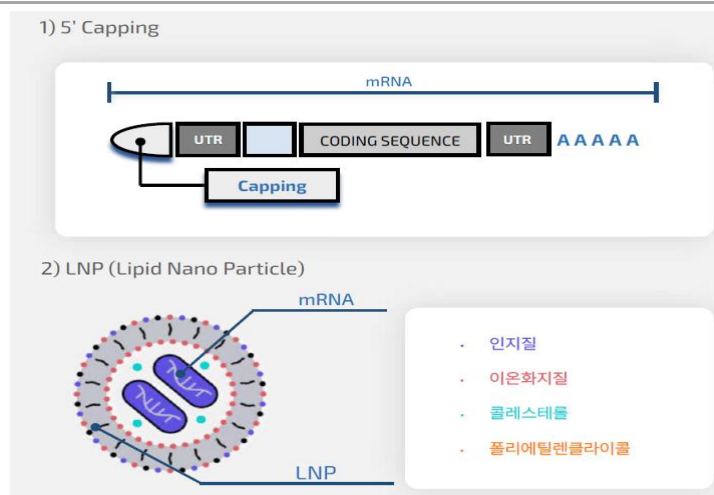 1) 5’ Capping
mRNA
UTR CODING SEQUENCE UTR AAAAA
Capping
2) LNP (Lipid Nano Particle)
mRNA
· 인지질
· 이온화지질
· 콜레스테롤
· 폴리에틸렌클라이콜
LNP